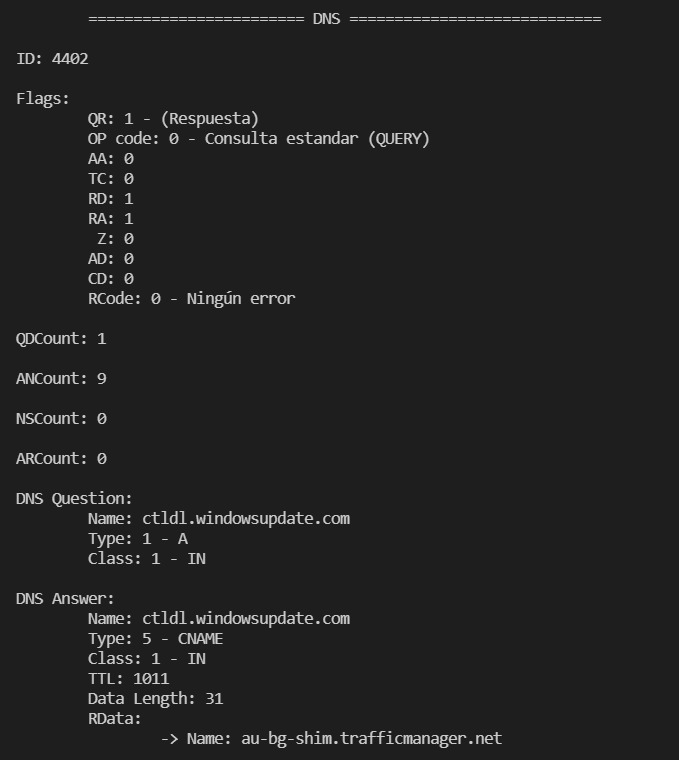 ======================== DNS ============================
ID: 4402
Flags:
QR: 1 - (Respuesta)
OP code: 0 - Consulta estandar (QUERY)
AA: 0
TC: 0
RD: 1
RA: 1
Z: 0
AD: 0
CD: 0
RCode: 0 - Ningún error
QDCount: 1
ANCount: 9
NSCount: 0
ARCount: 0
DNS Question:
Name: ctldl.windowsupdate.com
Type: 1 - A
Class: 1 - IN
DNS Answer:
Name: ctldl.windowsupdate.com
Type: 5 - CNAME
Class: 1 - IN
TTL: 1011
Data Length: 31
RData:
-> Name: au-bg-shim.trafficmanager.net